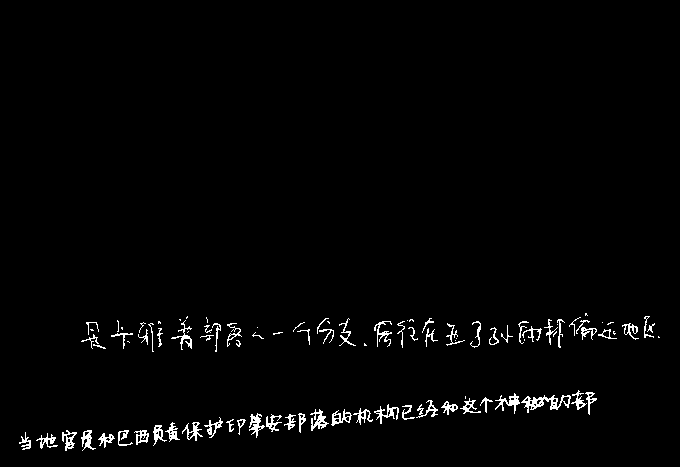 是卡雅普部落的一个分支、居住在亚马孙雨林偏远地区.
当地官员和巴西负责保护印第安部落的机构已经和这个神秘的部